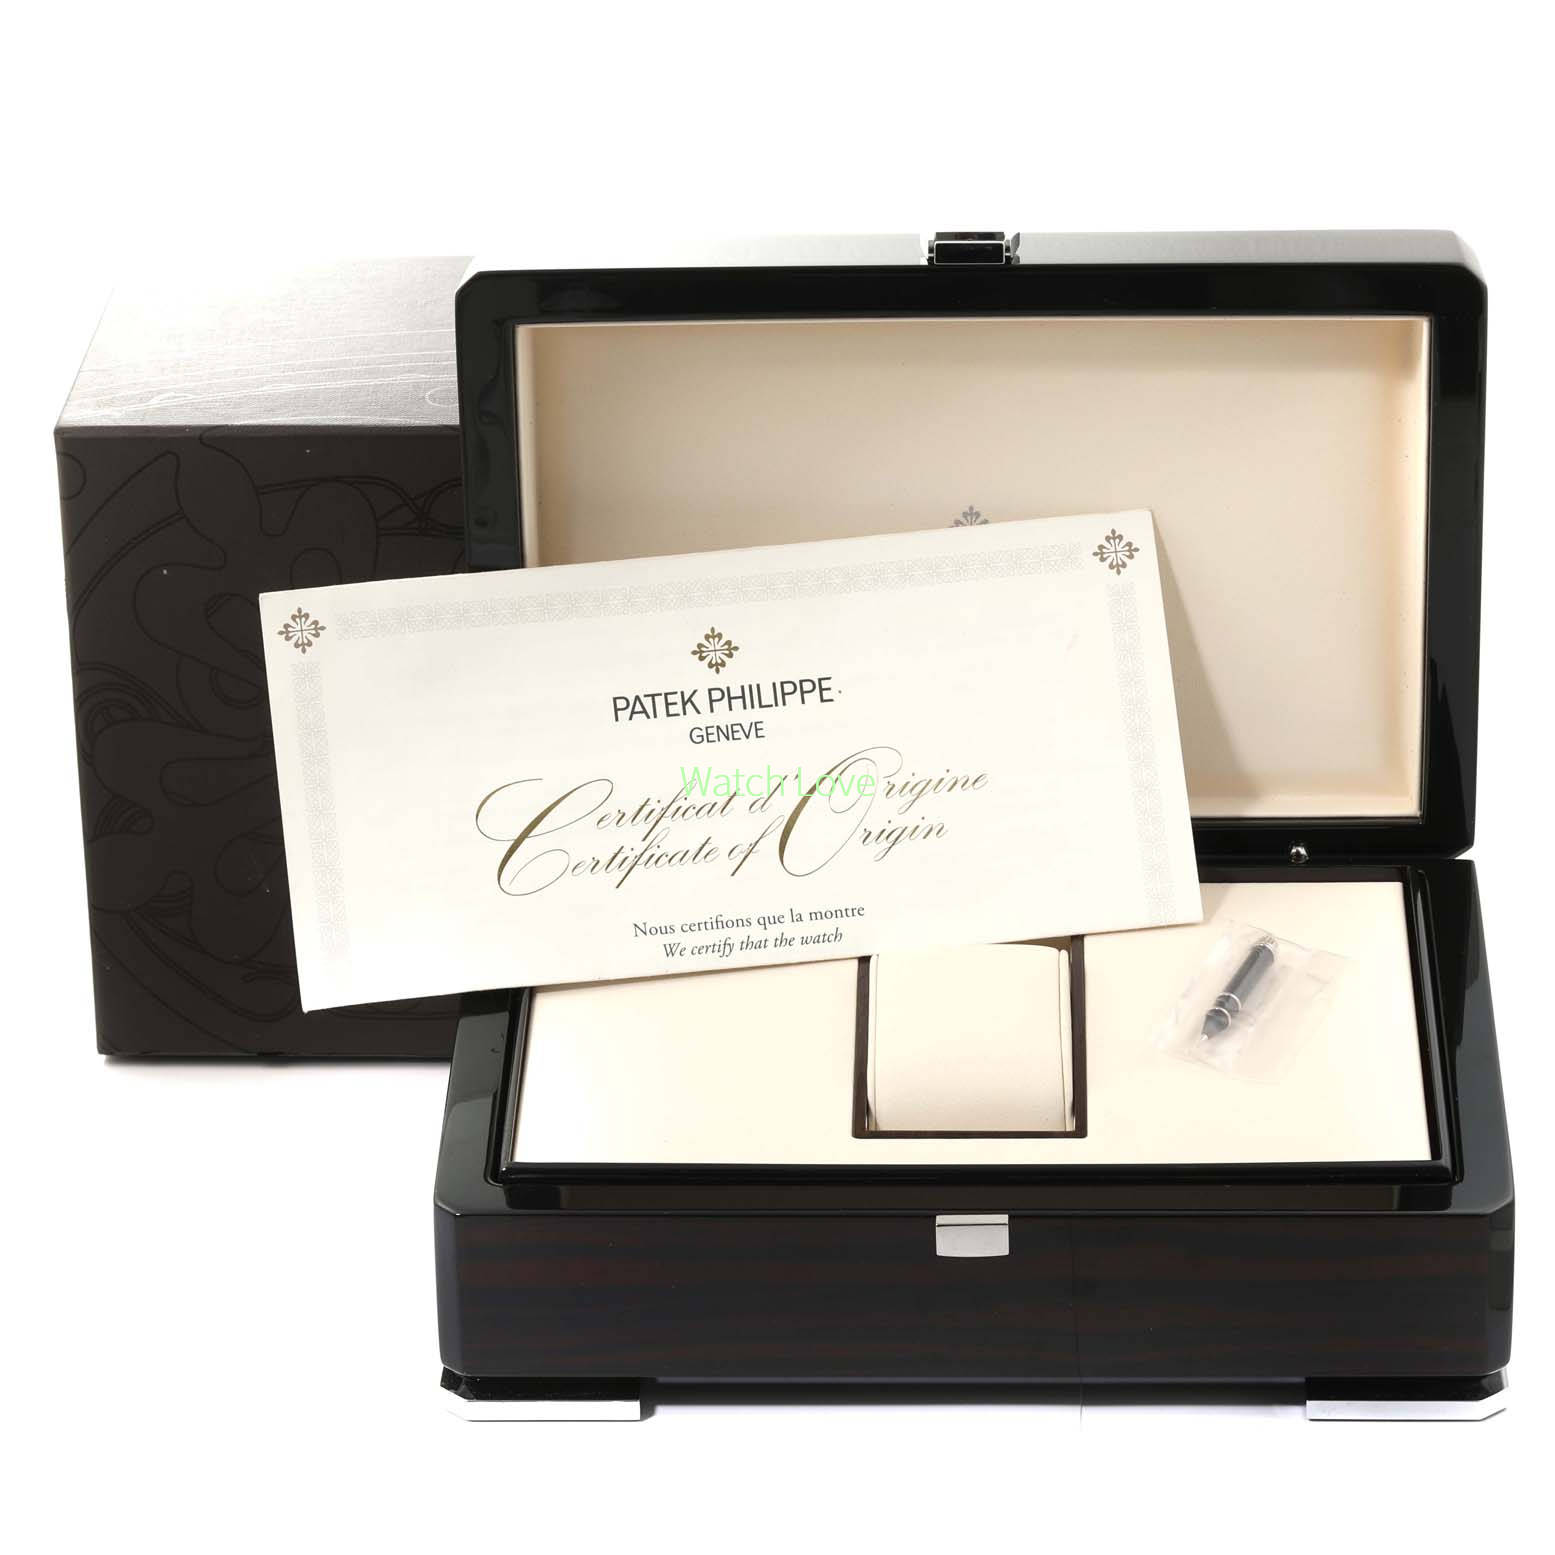 PATEK PHILIPPE
GENEVE
Watch Love
Certificat d'Origine
Certificate of Origin
Nous certifions que la montre
We certify that the watch